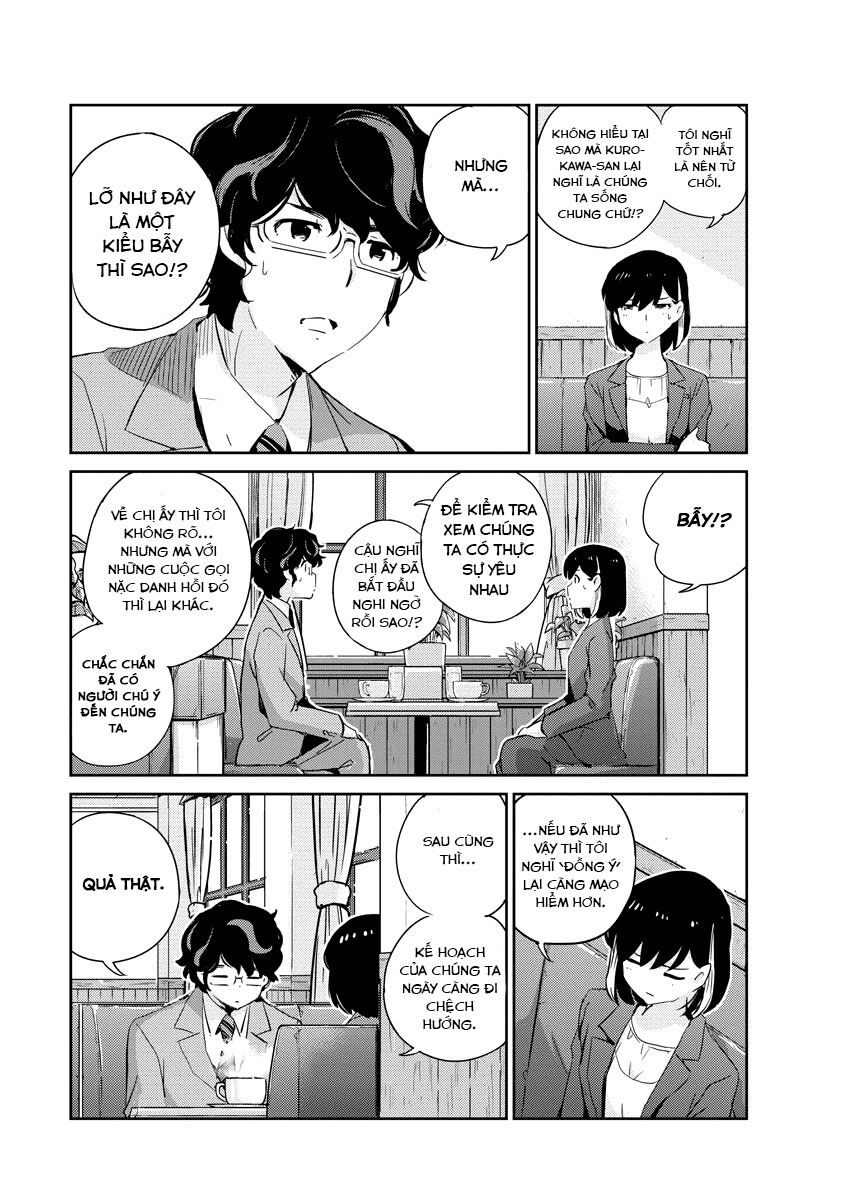 TÔI NGHĨ
TỐT NHẤT
LÀ NÊN TỪ
CHỐI.
KHÔNG HIỂU TẠI
SAO MÀ KURO-
KAWA-SAN LẠI
NGHĨ LÀ CHÚNG
TA SỐNG
CHUNG CHỨ!?
NHƯNG
MÀ...
LỠ NHƯ ĐÂY
LÀ MỘT
KIỂU BẪY
THÌ SAO!?
BẪY!?
ĐỂ KIỂM TRA
XEM CHÚNG
TA CÓ THỰC
SỰ YÊU
NHAU
CẬU NGHĨ
CHỊ ẤY ĐÃ
BẮT ĐẦU
NGHI NGỜ
RỒI SAO!?
VỀ CHỊ ẤY THÌ TÔI
KHÔNG RÕ...
NHƯNG MÀ VỚI
NHỮNG CUỘC GỌI
NẶC DANH HỒI ĐÓ
THÌ LẠI KHÁC.
CHẮC CHẮN
ĐÃ CÓ
NGƯỜI CHÚ Ý
ĐẾN CHÚNG
TA.
...NẾU ĐÃ NHƯ
VẬY THÌ TÔI
NGHĨ 'ĐỒNG Ý'
LẠI CÀNG MẠO
HIỂM HƠN.
SAU CÙNG
THÌ...
KẾ HOẠCH
CỦA CHÚNG TA
NGÀY CÀNG ĐI
CHỆCH
HƯỚNG.
QUẢ THẬT.